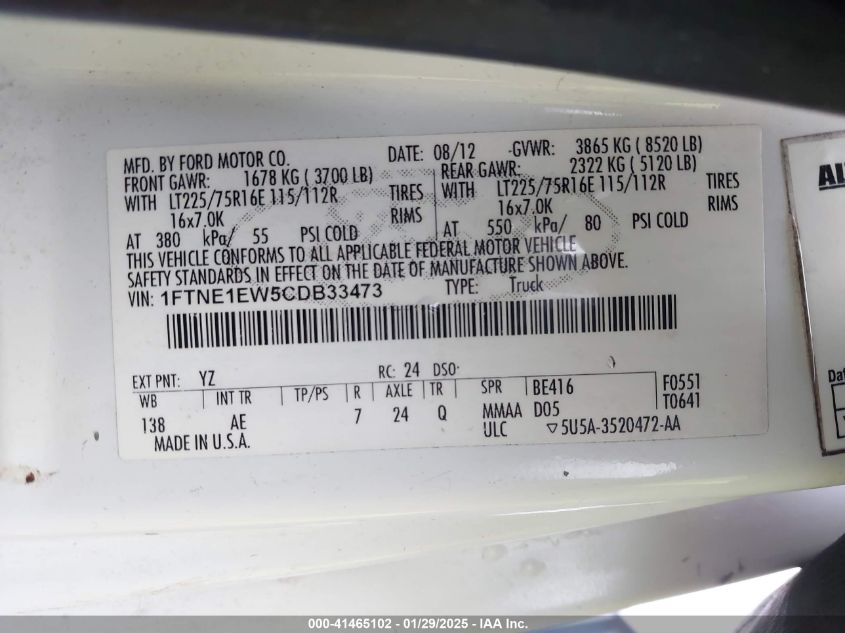 MFD. BY FORD MOTOR CO. DATE: 08/12 GVWR: 3865 KG ( 8520 LB)
FRONT GAWR: 1678 KG ( 3700 LB) REAR GAWR: 2322 KG ( 5120 LB)
WITH LT225/75R16E 115/112R TIRES WITH LT225/75R16E 115/112R TIRES
16x7.0K RIMS 16x7.0K RIMS
AT 380 kPa/ 55 PSI COLD AT 550 kPa/ 80 PSI COLD
THIS VEHICLE CONFORMS TO ALL APPLICABLE FEDERAL MOTOR VEHICLE
SAFETY STANDARDS IN EFFECT ON THE DATE OF MANUFACTURE SHOWN ABOVE.
VIN: 1FTNE1EW5CDB33473 TYPE: Truck
EXT PNT: YZ RC: 24 DSO:
WB INT TR TP/PS R AXLE TR SPR BE416 F0551
138 AE 7 24 Q MMAA D05 T0641
MADE IN U.S.A. ULC ▽5U5A-3520472-AA
000-41465102 - 01/29/2025 - IAA Inc.